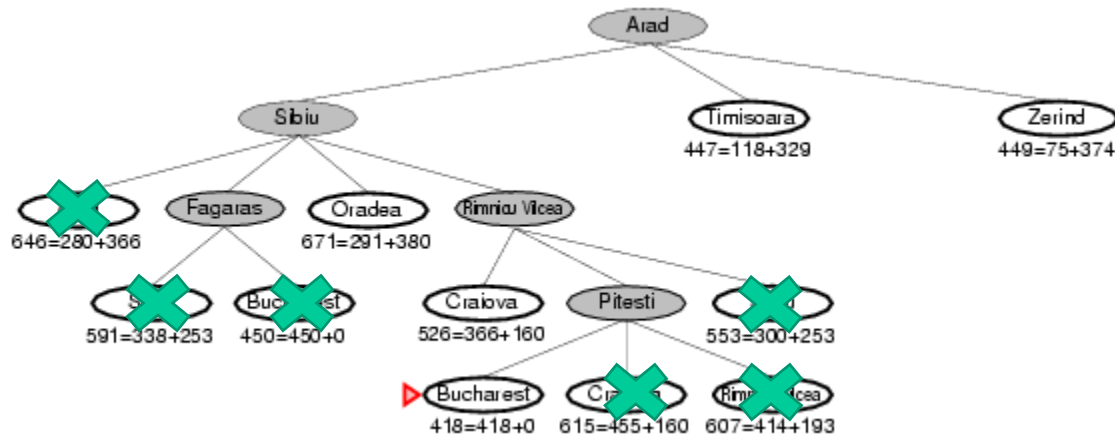 Arad
Sibiu
Timisoara
Zerind
447=118+329
449=75+374
Fagaras
Oradea
Rimnicu Vilcea
646=280+366
671=291+380
Craiova
Pitesti
591=338+253
450=450+0
526=366+160
553=300+253
Bucharest
418=418+0
615=455+160
607=414+193